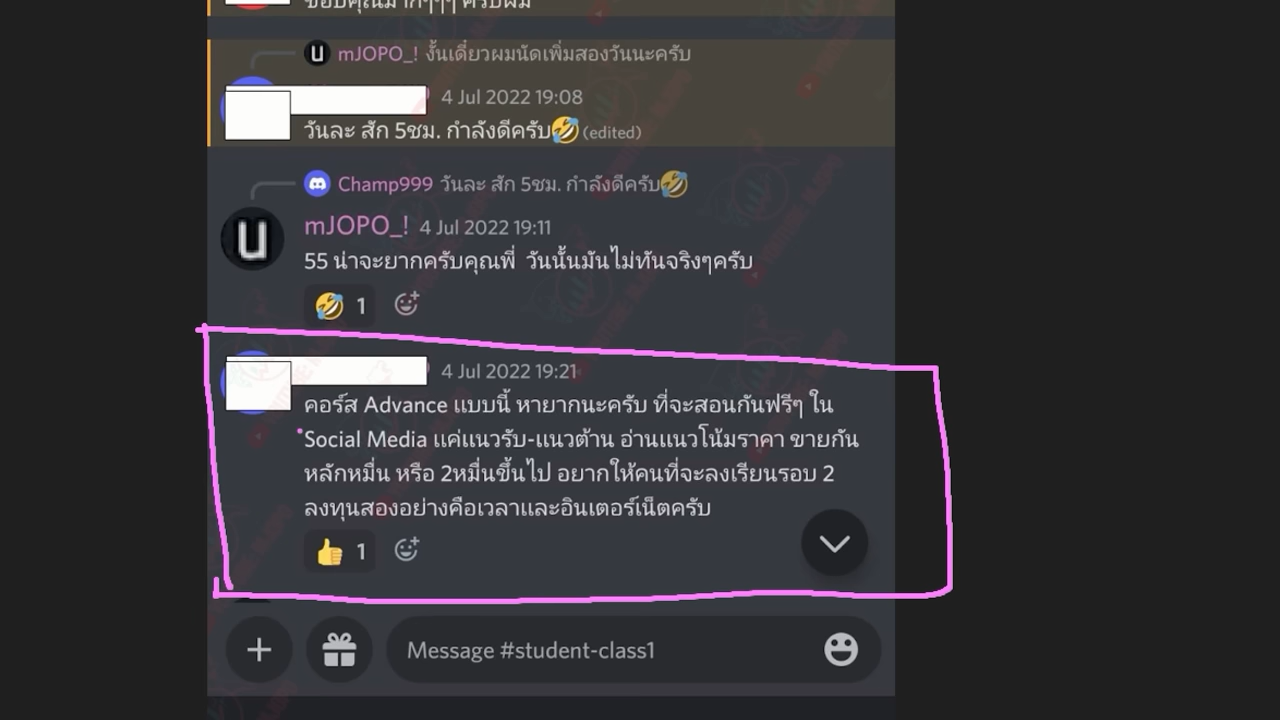 ขอบคุณมากๆๆๆ ครับผม
mJOPO_! งั้นเดี๋ยวผมนัดเพิ่มสองวันนะครับ
4 Jul 2022 19:08
วันละ สัก 5ชม. กำลังดีครับ🤣 (edited)
Champ999 วันละ สัก 5ชม. กำลังดีครับ🤣
mJOPO_! 4 Jul 2022 19:11
55 น่าจะยากครับคุณพี่ วันนั้นมันไม่ทันจริงๆครับ
🤣 1
4 Jul 2022 19:21
คอร์ส Advance แบบนี้ หายากนะครับ ที่จะสอนกันฟรีๆ ใน
Social Media แค่แนวรับ-แนวต้าน อ่านแนวโน้มราคา ขายกัน
หลักหมื่น หรือ 2หมื่นขึ้นไป อยากให้คนที่จะลงเรียนรอบ 2
ลงทุนสองอย่างคือเวลาและอินเตอร์เน็ตครับ
👍 1
Message #student-class1